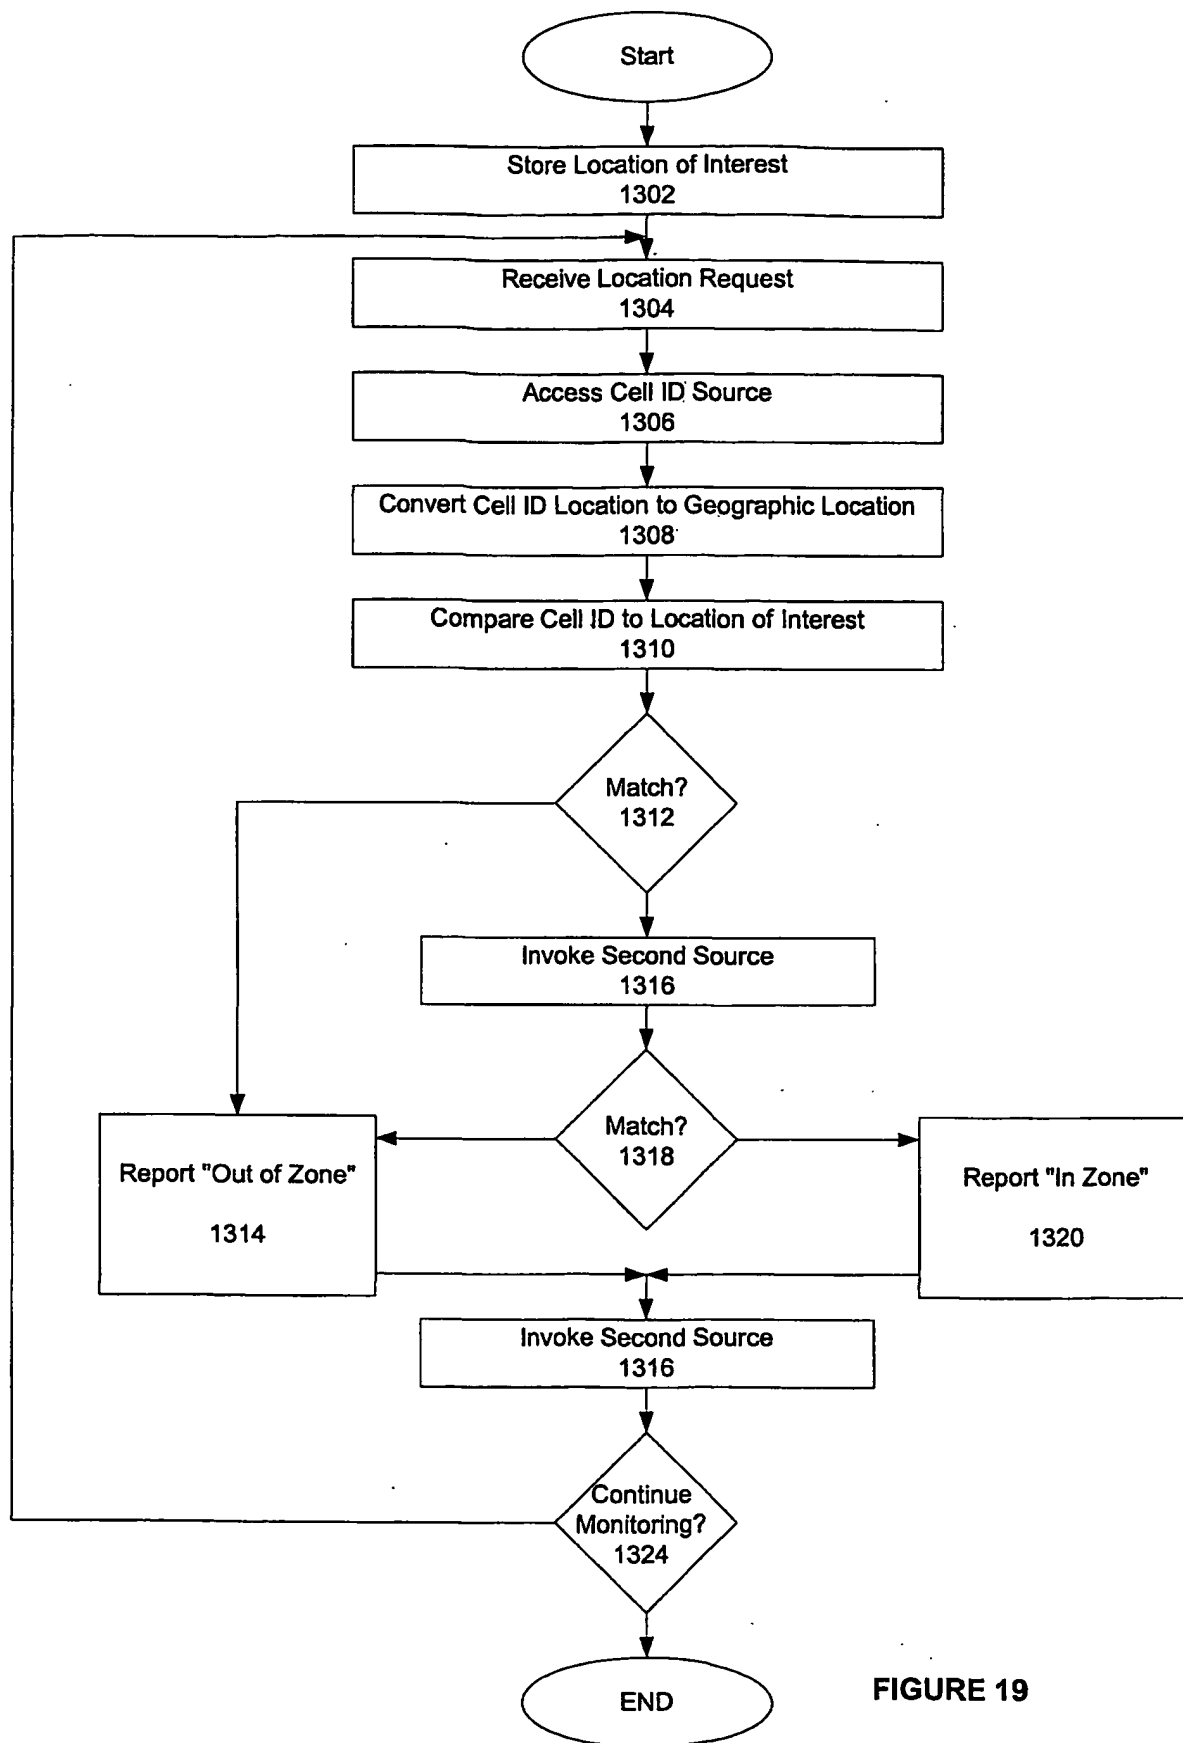 Start
Store Location of Interest
1302
Receive Location Request
1304
Access Cell ID Source
1306
Convert Cell ID Location to Geographic Location
1308
Compare Cell ID to Location of Interest
1310
Match?
1312
Invoke Second Source
1316
Match?
1318
Report "Out of Zone"
1314
Report "In Zone"
1320
Invoke Second Source
1316
Continue
Monitoring?
1324
END
FIGURE 19